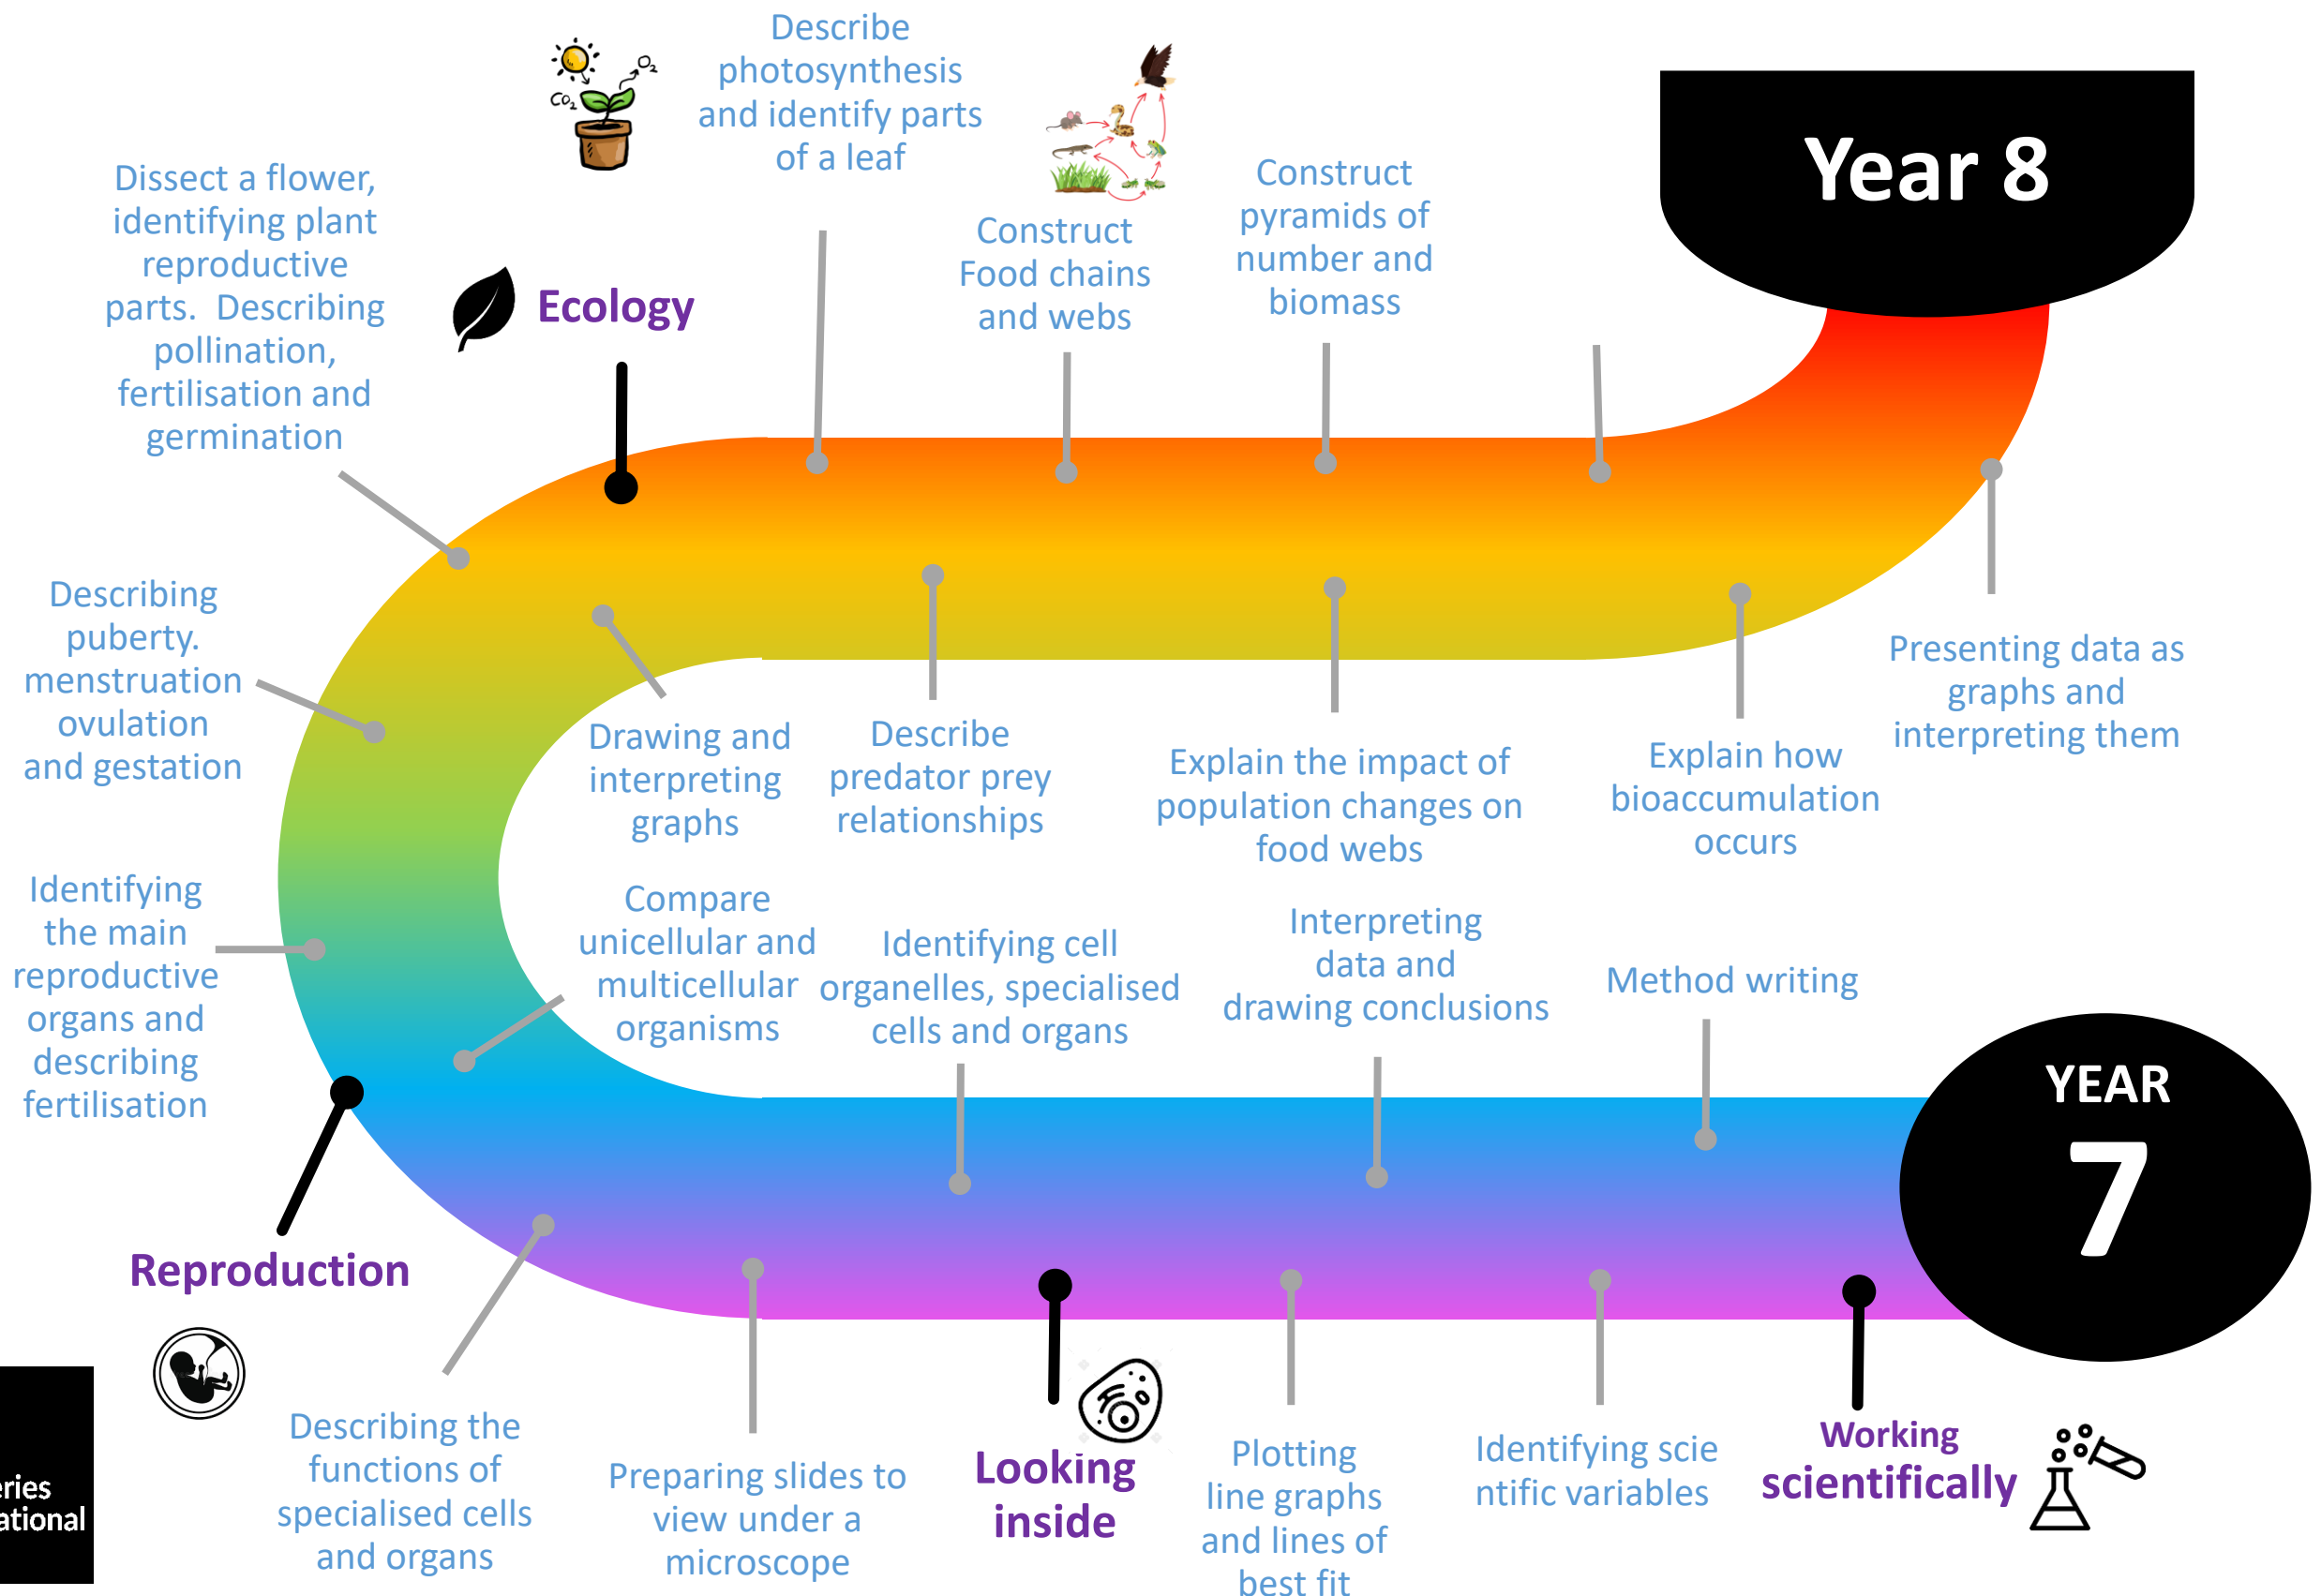 Describe
photosynthesis
and identify parts
of a leaf
O2
CO2
Year 8
Dissect a flower,
identifying plant
reproductive
parts.  Describing
pollination,
fertilisation and
germination
Ecology
Construct
Food chains
and webs
Construct
pyramids of
number and
biomass
Describing
puberty.
menstruation
ovulation
and gestation
Drawing and
interpreting
graphs
Describe
predator prey
relationships
Explain the impact of
population changes on
food webs
Explain how
bioaccumulation
occurs
Presenting data as
graphs and
interpreting them
Identifying
the main
reproductive
organs and
describing
fertilisation
Compare
unicellular and
multicellular
organisms
Identifying cell
organelles, specialised
cells and organs
Interpreting
data and
drawing conclusions
Method writing
YEAR
7
Reproduction
Describing the
functions of
specialised cells
and organs
Preparing slides to
view under a
microscope
Looking
inside
Plotting
line graphs
and lines of
best fit
Identifying scie
ntific variables
Working
scientifically